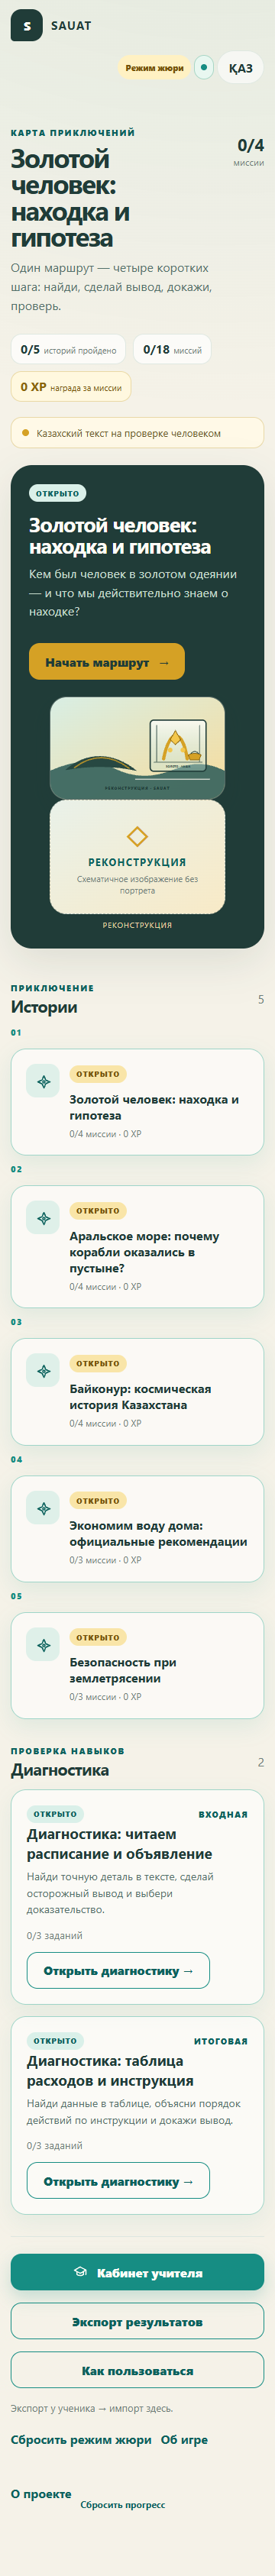 S SAUAT
Режим жюри ҚАЗ
КАРТА ПРИКЛЮЧЕНИЙ
Золотой
человек:
находка и
гипотеза
0/4
миссии
Один маршрут — четыре коротких
шага: найди, сделай вывод, докажи,
проверь.
0/5 историй пройдено
0/18 миссий
0 XP награда за миссии
Казахский текст на проверке человеком
ОТКРЫТО
Золотой человек:
находка и гипотеза
Кем был человек в золотом одеянии
— и что мы действительно знаем о
находке?
Начать маршрут →
РЕКОНСТРУКЦИЯ
Схематичное изображение без
портрета
РЕКОНСТРУКЦИЯ
ПРИКЛЮЧЕНИЕ
Истории
5
01
ОТКРЫТО
Золотой человек: находка и
гипотеза
0/4 миссии · 0 XP
02
ОТКРЫТО
Аральское море: почему
корабли оказались в
пустыне?
0/4 миссии · 0 XP
03
ОТКРЫТО
Байконур: космическая
история Казахстана
0/4 миссии · 0 XP
04
ОТКРЫТО
Экономим воду дома:
официальные рекомендации
0/3 миссии · 0 XP
05
ОТКРЫТО
Безопасность при
землетрясении
0/3 миссии · 0 XP
ПРОВЕРКА НАВЫКОВ
Диагностика
2
ОТКРЫТО
ВХОДНАЯ
Диагностика: читаем
расписание и объявление
Найди точную деталь в тексте, сделай
осторожный вывод и выбери
доказательство.
0/3 заданий
Открыть диагностику →
ОТКРЫТО
ИТОГОВАЯ
Диагностика: таблица
расходов и инструкция
Найди данные в таблице, объясни порядок
действий по инструкции и докажи вывод.
0/3 заданий
Открыть диагностику →
Кабинет учителя
Экспорт результатов
Как пользоваться
Экспорт у ученика → импорт здесь.
Сбросить режим жюри Об игре
О проекте Сбросить прогресс